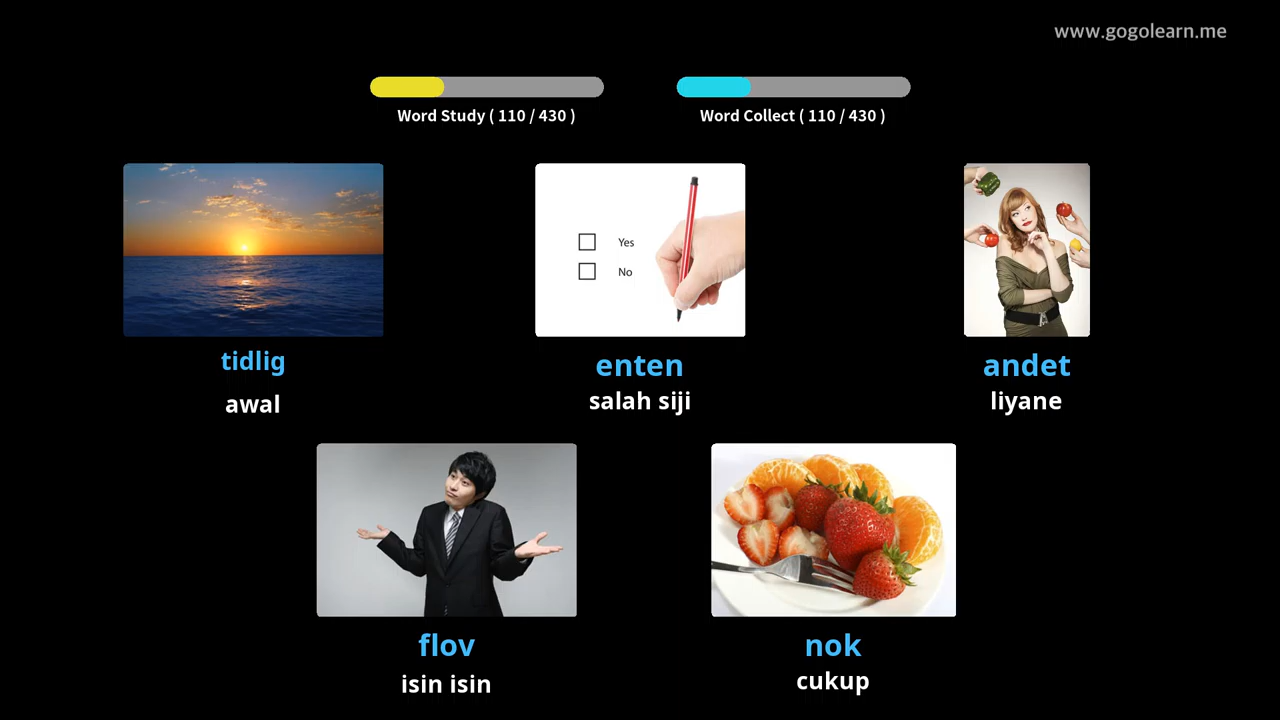 www.gogolearn.me
Word Study ( 110 / 430 )
Word Collect ( 110 / 430 )
Yes
No
tidlig
awal
enten
salah siji
andet
liyane
flov
isin isin
nok
cukup